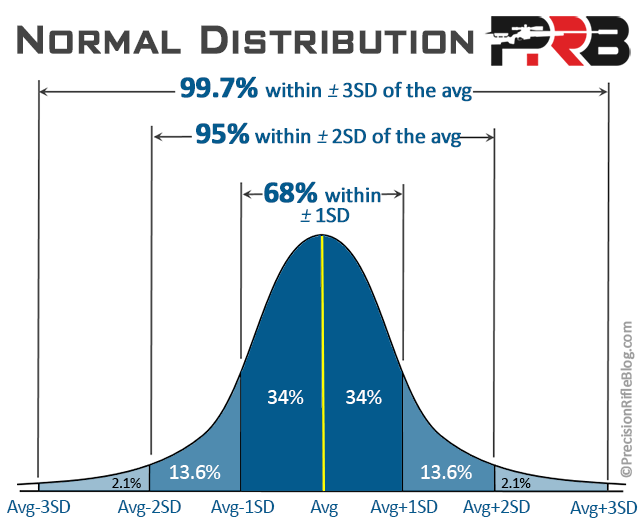 NORMAL DISTRIBUTION PRB
99.7% within ±3SD of the avg
95% within ±2SD of the avg
68% within
±1SD
34% 34%
2.1% 13.6% 13.6% 2.1%
Avg-3SD Avg-2SD Avg-1SD Avg Avg+1SD Avg+2SD Avg+3SD
©PrecisionRifleBlog.com